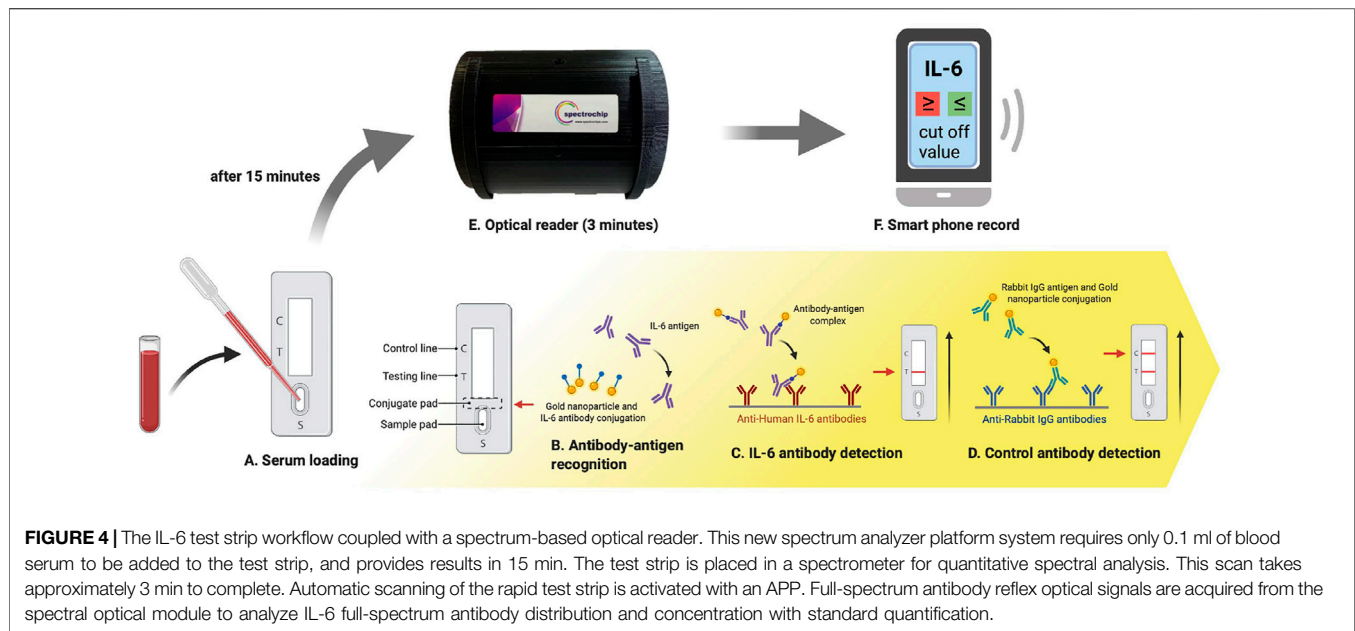 after 15 minutes
spectrochip
www.spectrochips.com
IL-6
≥ ≤
cut off
value
E. Optical reader (3 minutes)
F. Smart phone record
C
T
S
A. Serum loading
Control line
Testing line
Conjugate pad
Sample pad
C
T
S
IL-6 antigen
Gold nanoparticle and
IL-6 antibody conjugation
B. Antibody-antigen
recognition
Antibody-antigen
complex
Anti-Human IL-6 antibodies
C
T
S
C. IL-6 antibody detection
Rabbit IgG antigen and Gold
nanoparticle conjugation
Anti-Rabbit IgG antibodies
C
T
S
D. Control antibody detection
FIGURE 4 | The IL-6 test strip workflow coupled with a spectrum-based optical reader. This new spectrum analyzer platform system requires only 0.1 ml of blood
serum to be added to the test strip, and provides results in 15 min. The test strip is placed in a spectrometer for quantitative spectral analysis. This scan takes
approximately 3 min to complete. Automatic scanning of the rapid test strip is activated with an APP. Full-spectrum antibody reflex optical signals are acquired from the
spectral optical module to analyze IL-6 full-spectrum antibody distribution and concentration with standard quantification.